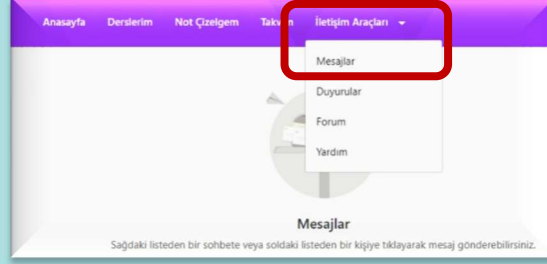 Anasayfa Derslerim Not Çizelgem Takvim İletişim Araçları
Mesajlar
Duyurular
Forum
Yardım
Mesajlar
Sağdaki listeden bir sohbete veya soldaki listeden bir kişiye tıklayarak mesaj gönderebilirsiniz.